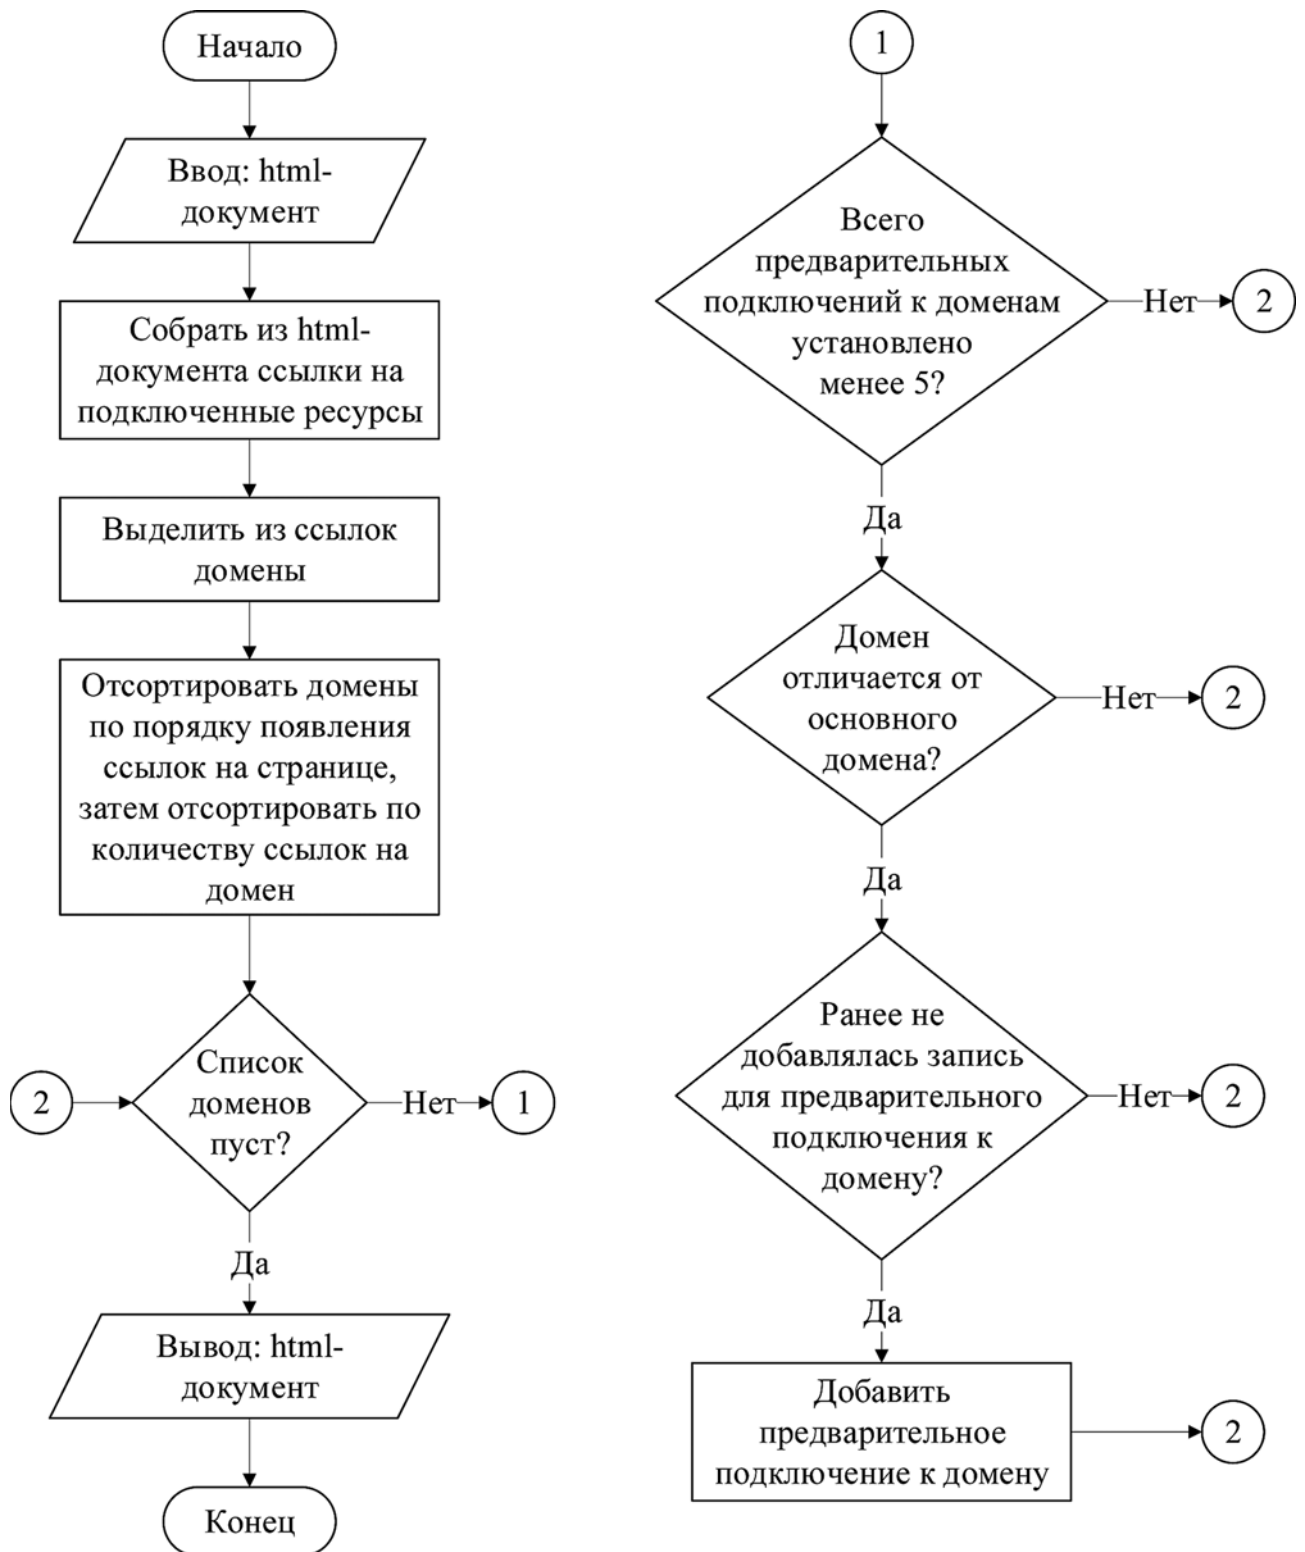 Начало
Ввод: html-
документ
Собрать из html-
документа ссылки на
подключенные ресурсы
Выделить из ссылок
домены
Отсортировать домены
по порядку появления
ссылок на странице,
затем отсортировать по
количеству ссылок на
домен
2
Список
доменов
пуст?
Нет
1
Да
Вывод: html-
документ
Конец
1
Всего
предварительных
подключений к доменам
установлено
менее 5?
Нет
2
Да
Домен
отличается от
основного
домена?
Нет
2
Да
Ранее не
добавлялась запись
для предварительного
подключения к
домену?
Нет
2
Да
Добавить
предварительное
подключение к домену
2